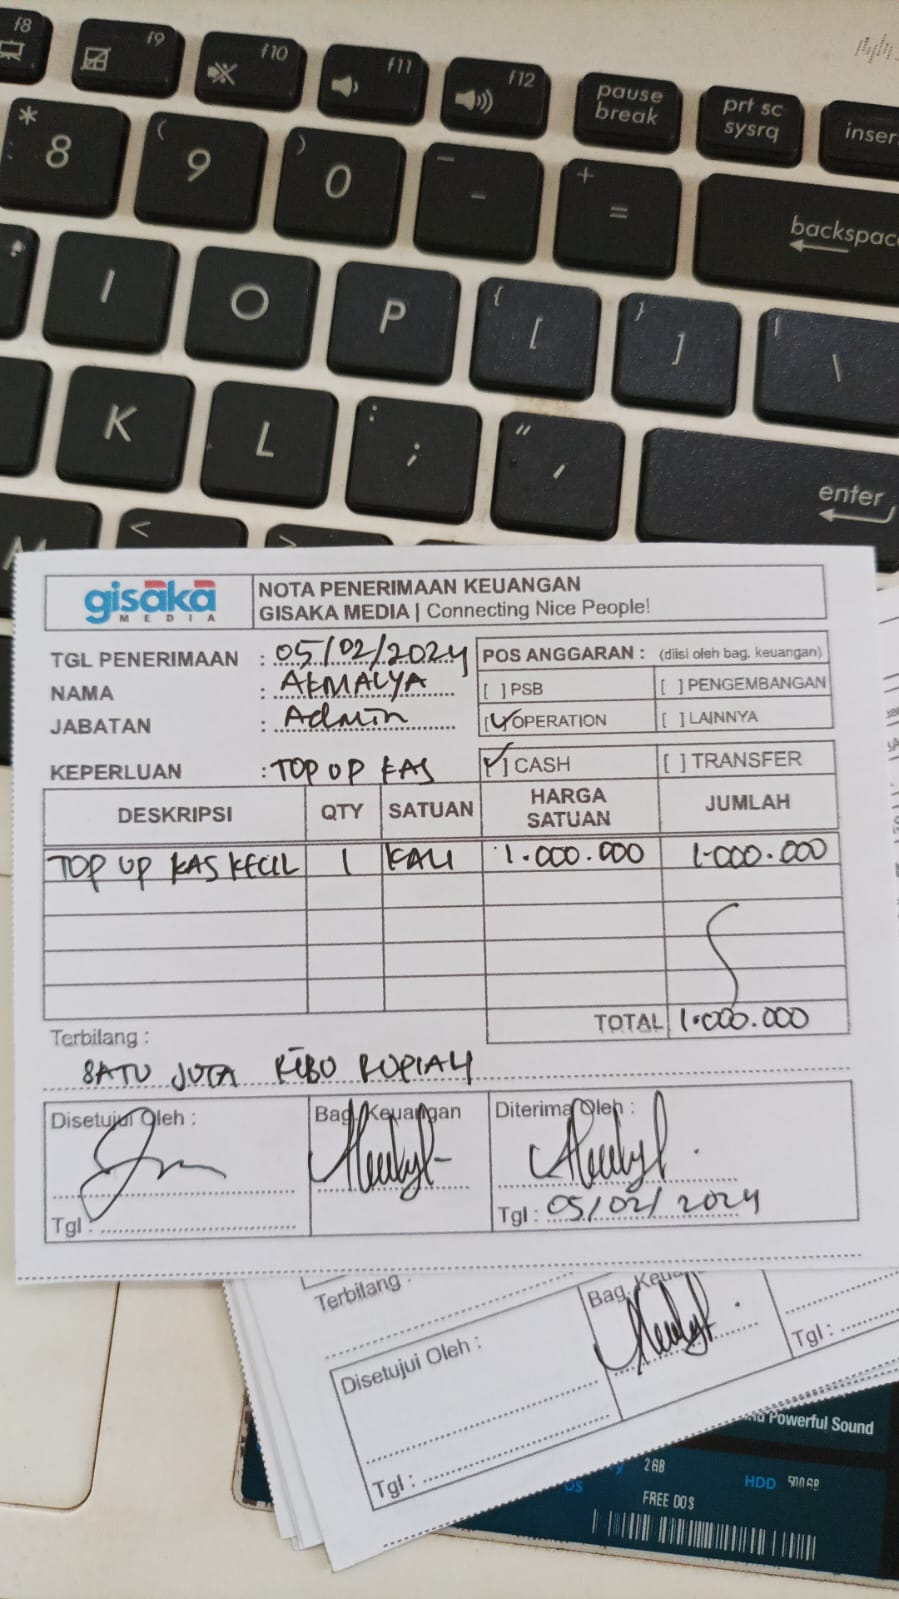 f8
f9
f10
f11
f12
pause break
prt sc sysrq
* 8
( 9
) 0
- -
+ =
backspac
I
O
P
{ [
} ]
\
K
L
: ;
" '
enter
<
>
gisaka MEDIA
NOTA PENERIMAAN KEUANGAN
GISAKA MEDIA | Connecting Nice People!
TGL PENERIMAAN : 05/02/2024
NAMA : AKMALYA
JABATAN : Admin
KEPERLUAN : TOP UP KAS
POS ANGGARAN : (diisi oleh bag. keuangan)
[ ] PSB [ ] PENGEMBANGAN
[✓] OPERATION [ ] LAINNYA
[✓] CASH [ ] TRANSFER
DESKRIPSI QTY SATUAN HARGA SATUAN JUMLAH
TOP UP KAS KECIL 1 KALI 1.000.000 1.000.000
TOTAL 1.000.000
Terbilang :
SATU JUTA RIBU RUPIAH
Disetujui Oleh : Bag. Keuangan Diterima Oleh :
Tgl : Tgl : 05/02/2024
Terbilang :
Disetujui Oleh : Bag. Keua
Tgl : Tgl :
Powerful Sound
2GB HDD 500GB
FREE DOS